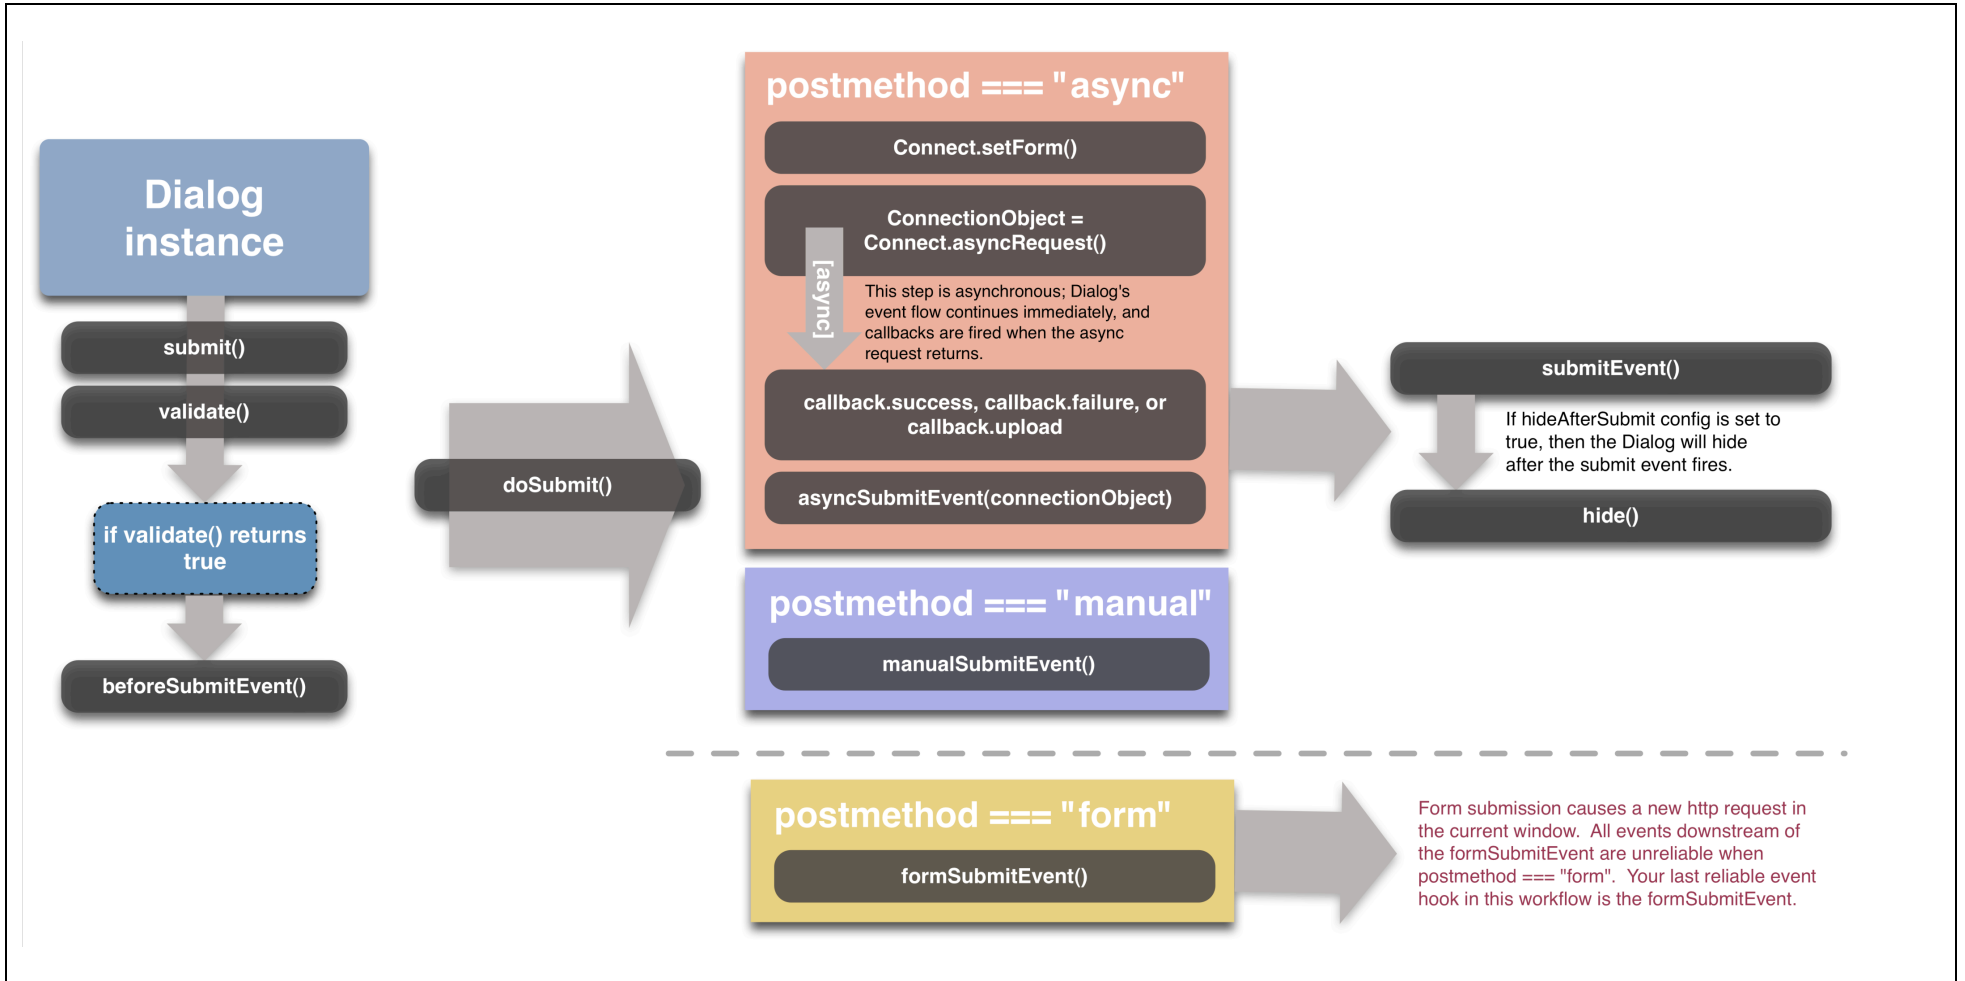 Dialog
instance
submit()
validate()
if validate() returns
true
beforeSubmitEvent()
doSubmit()
postmethod === "async"
Connect.setForm()
ConnectionObject =
Connect.asyncRequest()
[async]
This step is asynchronous; Dialog's
event flow continues immediately, and
callbacks are fired when the async
request returns.
callback.success, callback.failure, or
callback.upload
asyncSubmitEvent(connectionObject)
postmethod === "manual"
manualSubmitEvent()
submitEvent()
If hideAfterSubmit config is set to
true, then the Dialog will hide
after the submit event fires.
hide()
postmethod === "form"
formSubmitEvent()
Form submission causes a new http request in
the current window.  All events downstream of
the formSubmitEvent are unreliable when
postmethod === "form".  Your last reliable event
hook in this workflow is the formSubmitEvent.